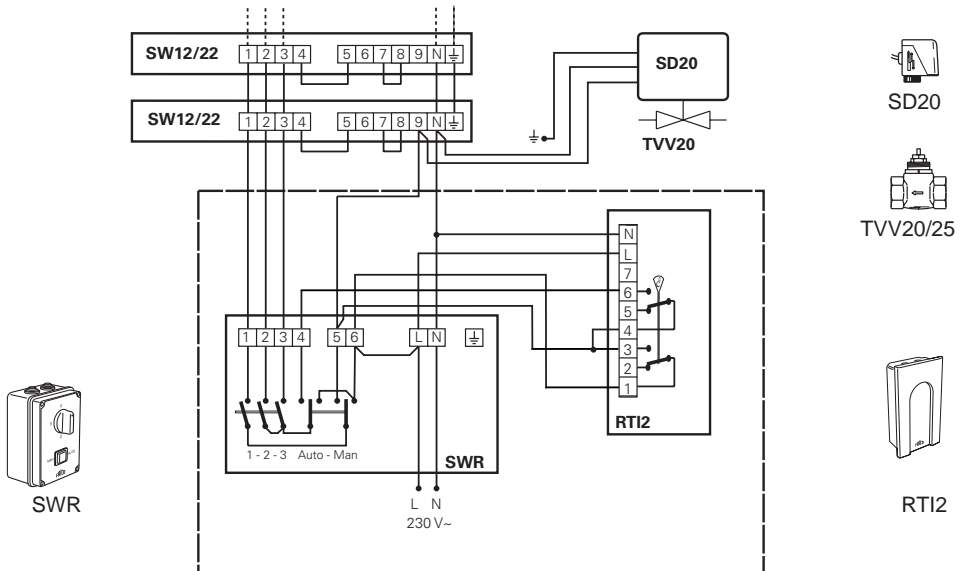 SW12/22 1 2 3 4 5 6 7 8 9 N
SD20
SD20
SW12/22 1 2 3 4 5 6 7 8 9 N
TVV20
TVV20/25
N
L
7
6
5
4
3
2
1
RTI2
1 2 3 4 5 6 L N
1 - 2 - 3 Auto - Man
SWR
L N
230 V~
SWR
RTI2